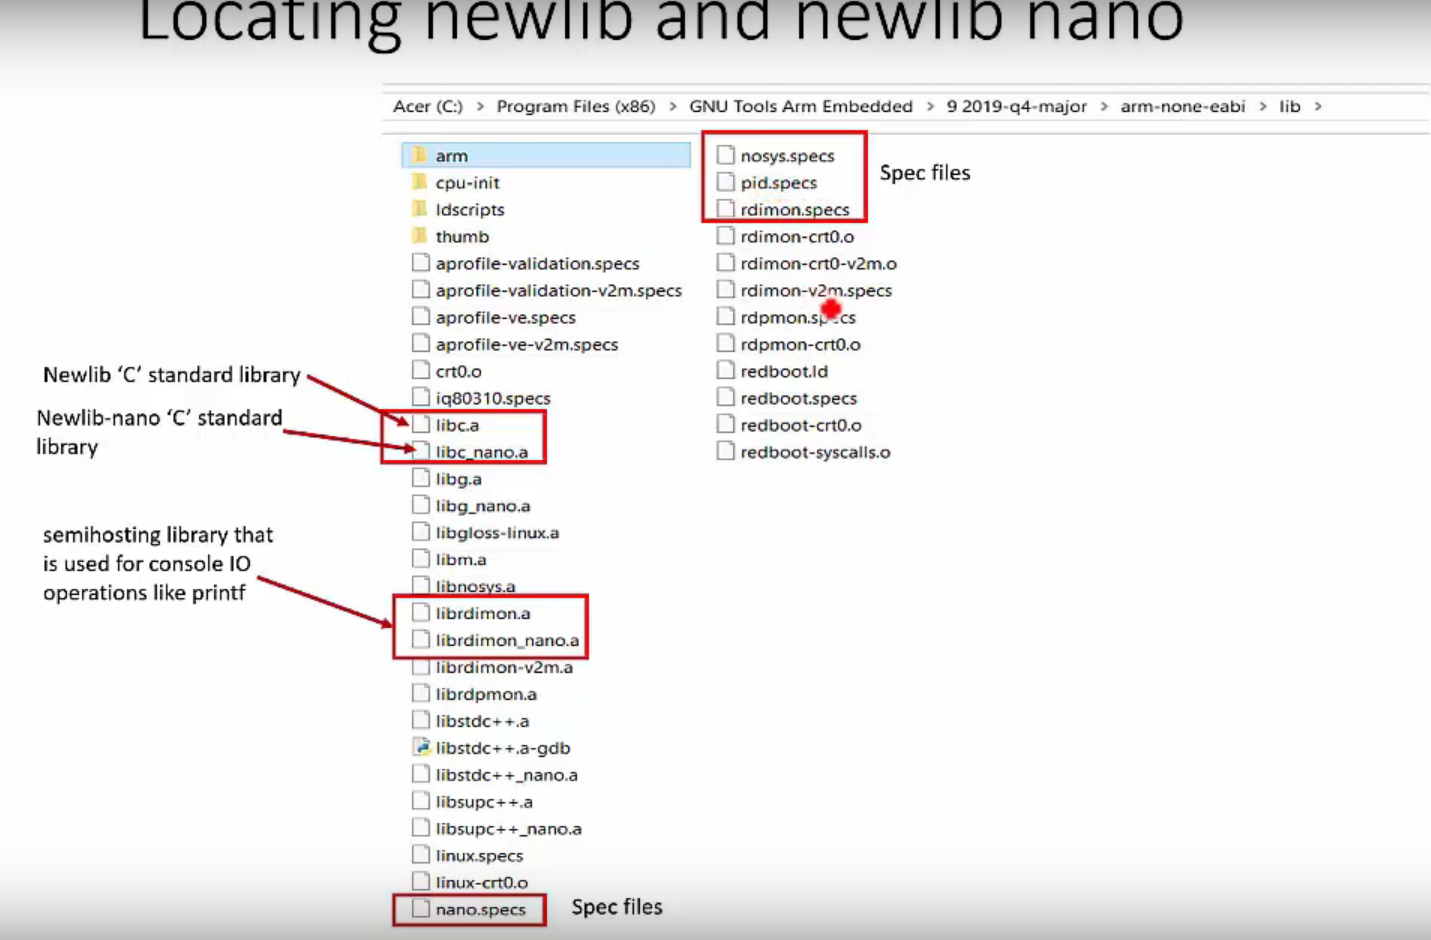 Locating newlib and newlib nano
Acer (C:) > Program Files (x86) > GNU Tools Arm Embedded > 9 2019-q4-major > arm-none-eabi > lib >
arm
cpu-init
ldscripts
thumb
aprofile-validation.specs
aprofile-validation-v2m.specs
aprofile-ve.specs
aprofile-ve-v2m.specs
crt0.o
iq80310.specs
libc.a
libc_nano.a
libg.a
libg_nano.a
libgloss-linux.a
libm.a
libnosys.a
librdimon.a
librdimon_nano.a
librdimon-v2m.a
librdpmon.a
libstdc++.a
libstdc++.a-gdb
libstdc++_nano.a
libsupc++.a
libsupc++_nano.a
linux.specs
linux-crt0.o
nano.specs
nosys.specs
pid.specs
rdimon.specs
rdimon-crt0.o
rdimon-crt0-v2m.o
rdimon-v2m.specs
rdpmon.specs
rdpmon-crt0.o
redboot.ld
redboot.specs
redboot-crt0.o
redboot-syscalls.o
Spec files
Newlib ‘C’ standard library
Newlib-nano ‘C’ standard
library
semihosting library that
is used for console IO
operations like printf
Spec files